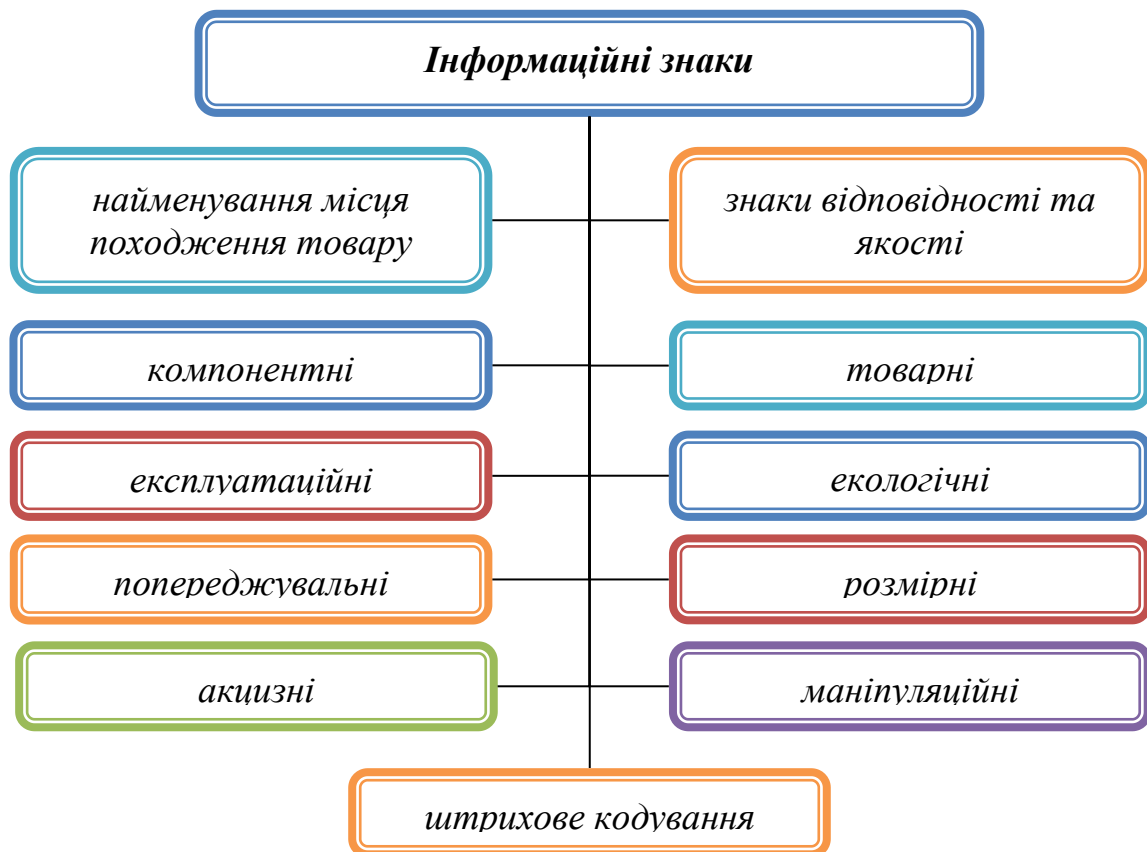 Інформаційні знаки
найменування місця
походження товару
знаки відповідності та
якості
компонентні
товарні
експлуатаційні
екологічні
попереджувальні
розмірні
акцизні
маніпуляційні
штрихове кодування